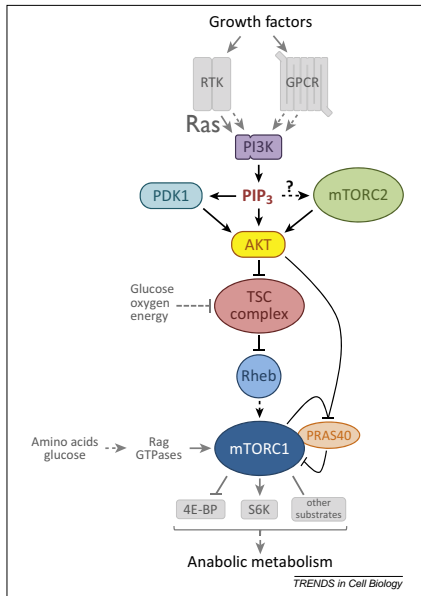 Growth factors
RTK
GPCR
Ras
PI3K
PDK1
PIP3
?
mTORC2
AKT
Glucose
oxygen
energy
TSC
complex
Rheb
Amino acids
glucose
Rag
GTPases
mTORC1
PRAS40
4E-BP
S6K
other
substrates
Anabolic metabolism
TRENDS in Cell Biology